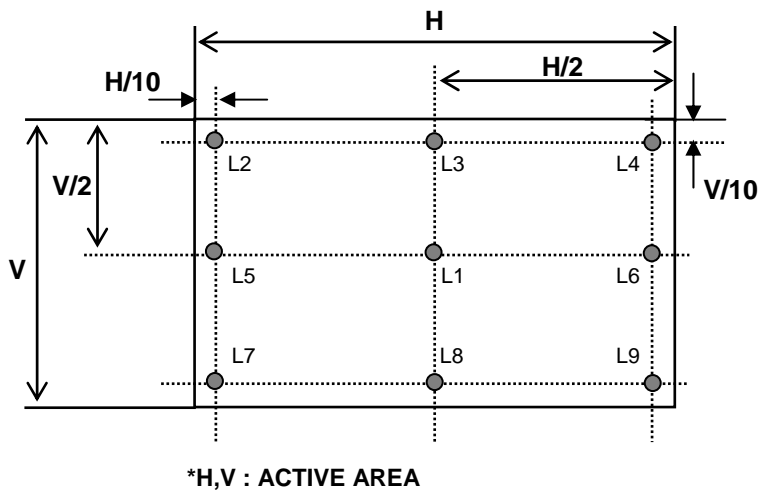 H
H/10
H/2
L2
L3
L4
V/2
V/10
V
L5
L1
L6
L7
L8
L9
*H,V : ACTIVE AREA